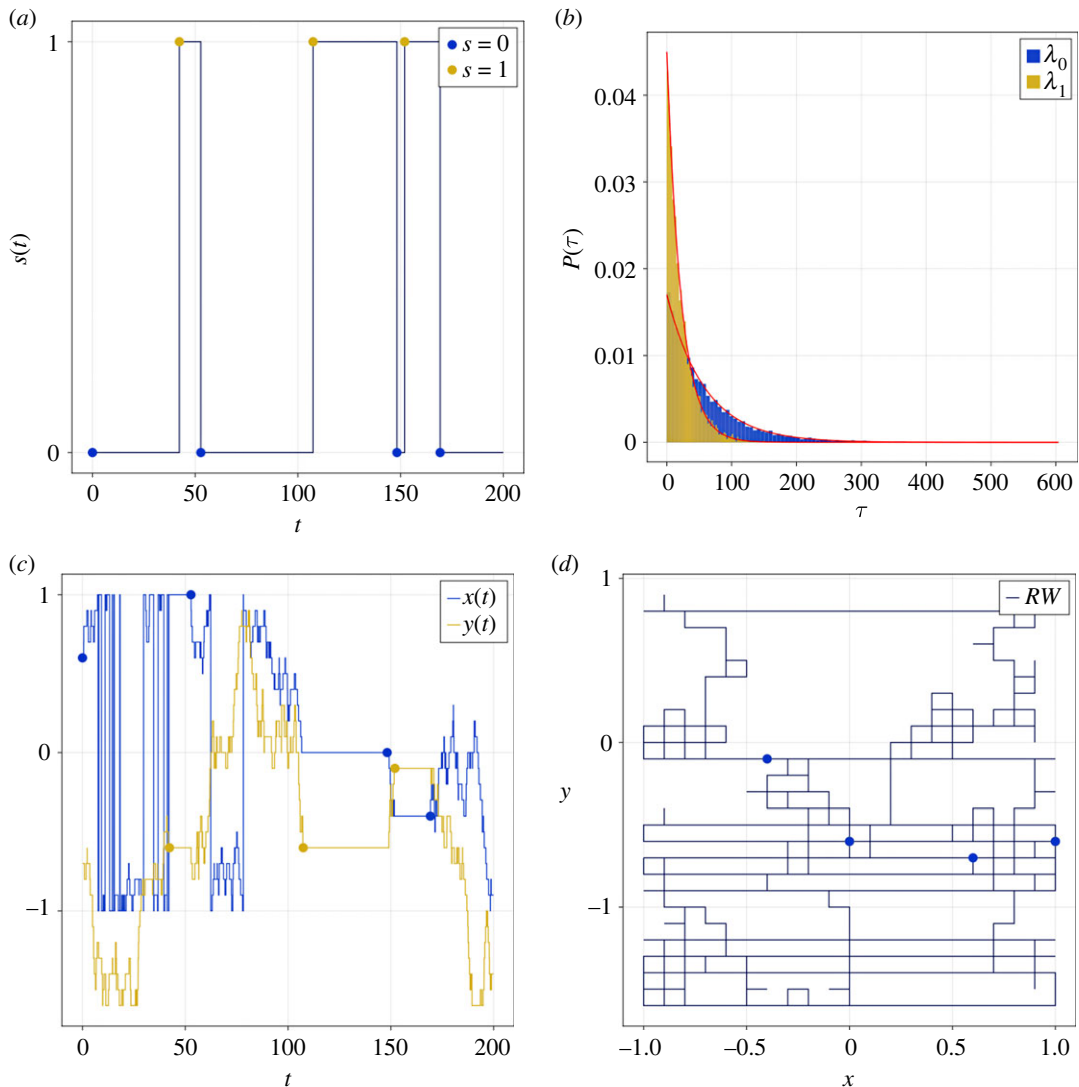 (a)
1
s = 0
s = 1
s(t)
0
0 50 100 150 200
t
(b)
λ0
λ1
0.04
0.03
P(τ)
0.02
0.01
0
0 100 200 300 400 500 600
τ
(c)
1
x(t)
y(t)
0
−1
0 50 100 150 200
t
(d)
1
RW
0
y
−1
−1.0 −0.5 0 0.5 1.0
x